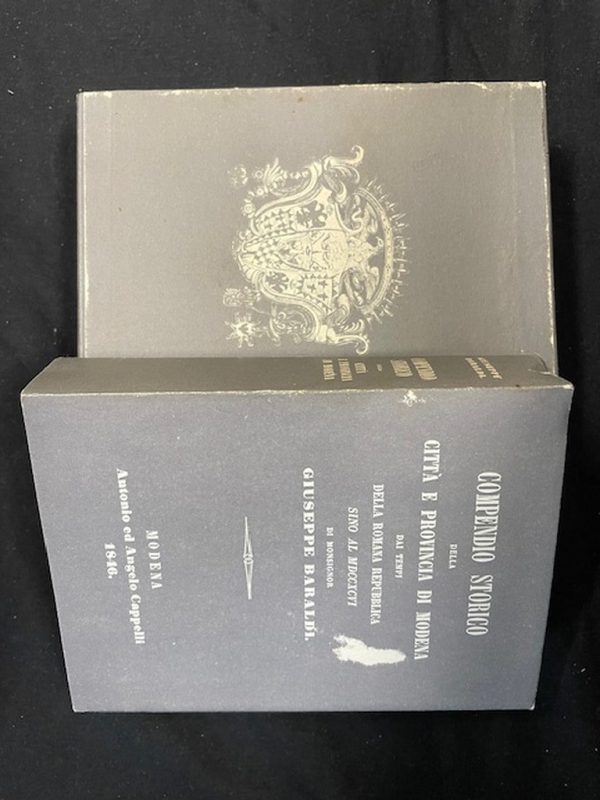 COMPENDIO STORICO
DELLA
CITTÀ E PROVINCIA DI MODENA
DAI TEMPI
DELLA ROMANA REPUBBLICA
SINO AL MDCCXCVI
DI MONSIGNOR
GIUSEPPE BARALDI.
MODENA
Antonio ed Angelo Cappelli
1846.